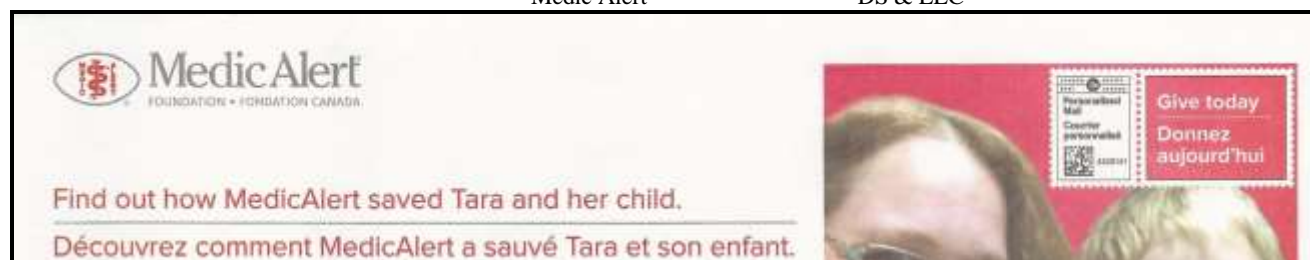 Medic Alert DS & LLC
MedicAlert
FOUNDATION • FONDATION CANADA
Personalized
Mail
Courrier
personnalisé
Give today
Donnez
aujourd'hui
Find out how MedicAlert saved Tara and her child.
Découvrez comment MedicAlert a sauvé Tara et son enfant.